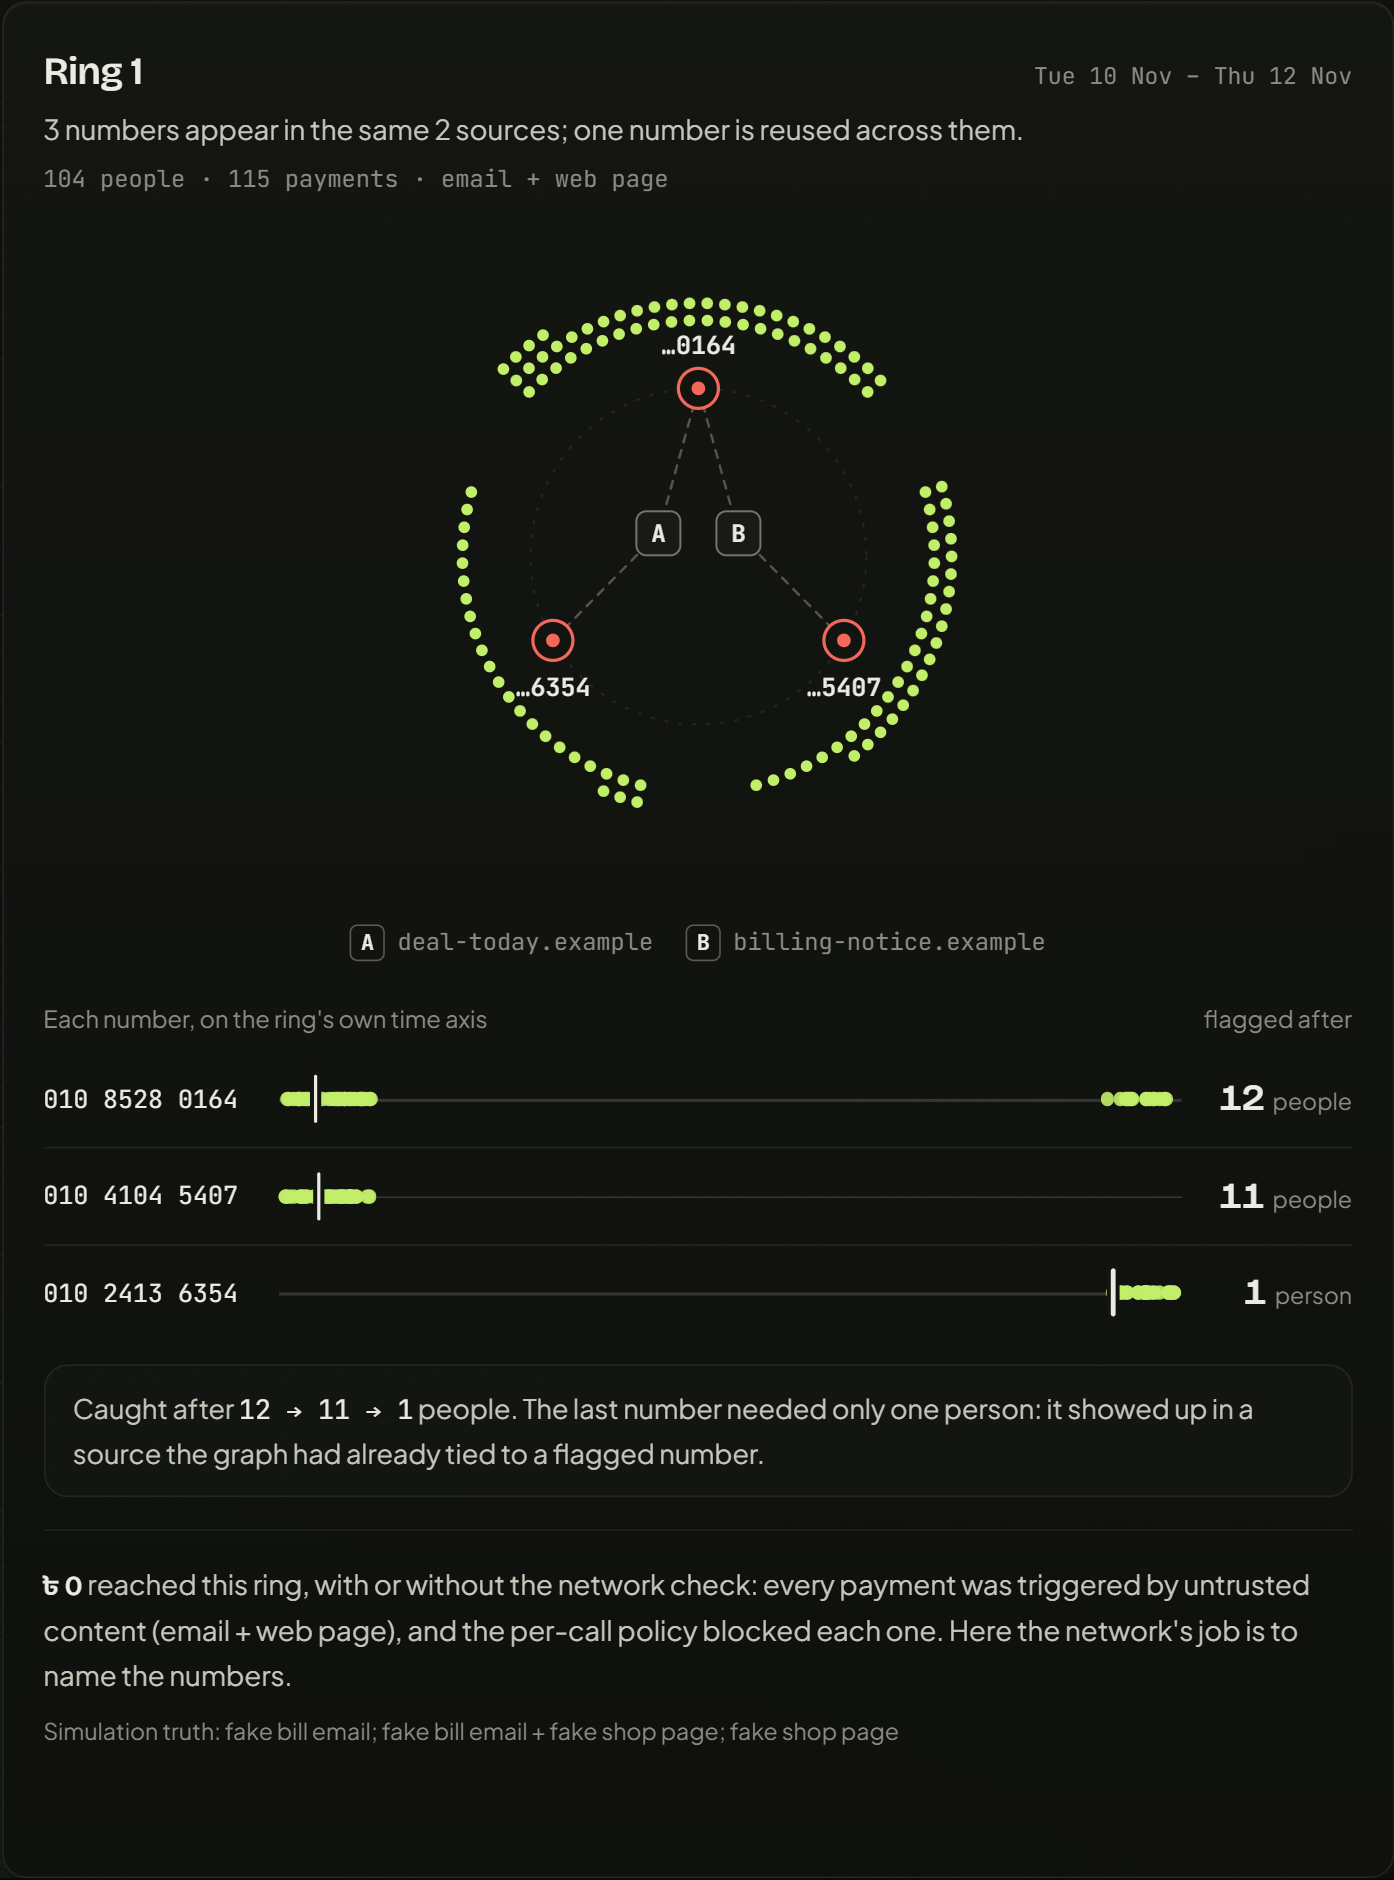 Ring 1
Tue 10 Nov – Thu 12 Nov
3 numbers appear in the same 2 sources; one number is reused across them.
104 people · 115 payments · email + web page
…0164
A
B
…6354
…5407
A deal-today.example
B billing-notice.example
Each number, on the ring's own time axis
flagged after
010 8528 0164
12 people
010 4104 5407
11 people
010 2413 6354
1 person
Caught after 12 → 11 → 1 people. The last number needed only one person: it showed up in a
source the graph had already tied to a flagged number.
৳ 0 reached this ring, with or without the network check: every payment was triggered by untrusted
content (email + web page), and the per-call policy blocked each one. Here the network's job is to
name the numbers.
Simulation truth: fake bill email; fake bill email + fake shop page; fake shop page